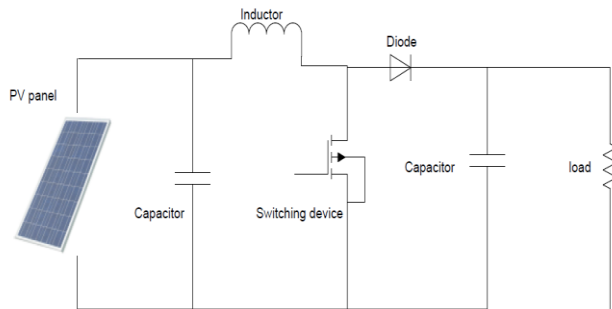 Inductor
Diode
PV panel
Capacitor
Switching device
Capacitor
load